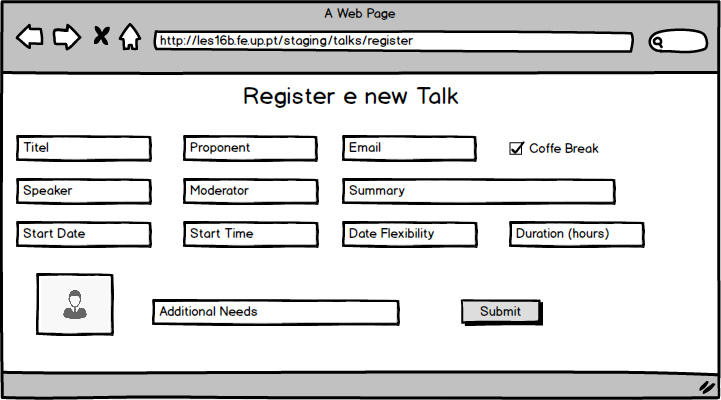 A Web Page
http://les16b.fe.up.pt/staging/talks/register
Register e new Talk
Titel Proponent Email Coffe Break
Speaker Moderator Summary
Start Date Start Time Date Flexibility Duration (hours)
Additional Needs Submit